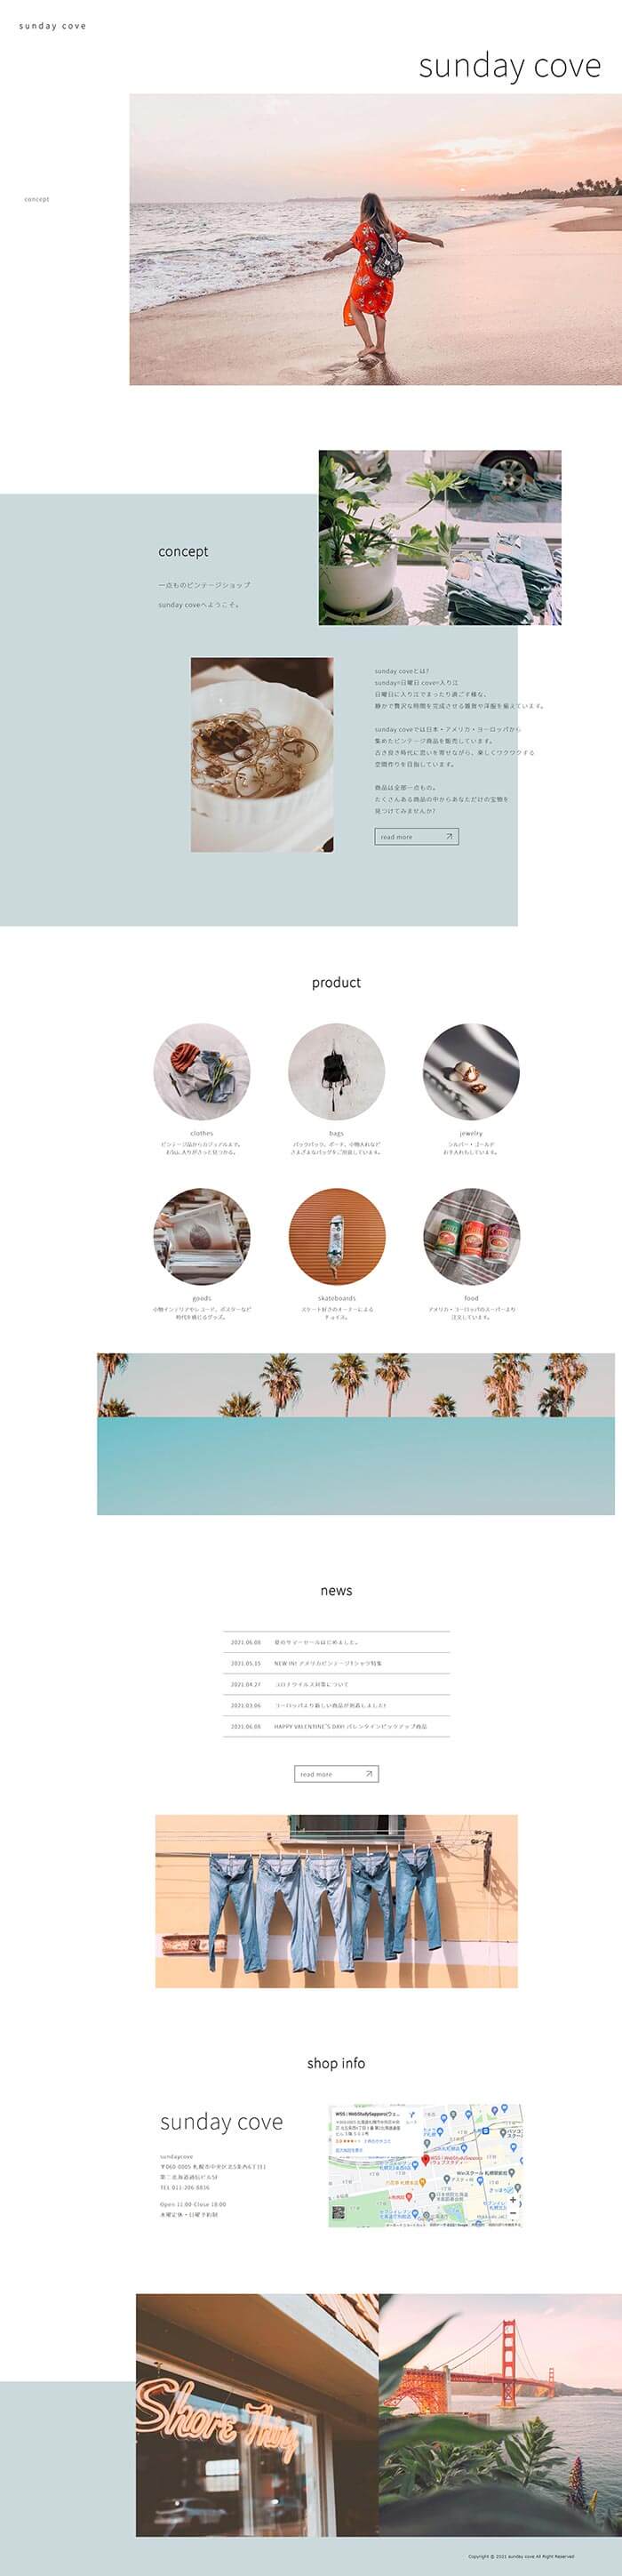 sunday cove
sunday cove
concept
concept
一点ものビンテージショップ
sunday coveへようこそ。
sunday coveとは?
sunday=日曜日 cove=入り江
日曜日に入り江でまったり過ごす様な、
静かで贅沢な時間を完成させる雑貨や洋服を揃えています。
sunday coveでは日本・アメリカ・ヨーロッパから
集めたビンテージ商品を販売しています。
古き良き時代に思いを寄せながら、楽しくワクワクする
空間作りを目指しています。
商品は全部一点もの。
たくさんある商品の中からあなただけの宝物を
見つけてみませんか?
read more
product
clothes
bags
jewelry
ビンテージ品からカジュアルまで。
お気に入りがきっと見つかる。
バックパック、ポーチ、小物入れなど
さまざまなバッグをご用意しています。
シルバー・ゴールド
お手入れもしています。
goods
skateboards
food
小物インテリアやレコード、ポスターなど
時代を感じるグッズ。
スケート好きのオーナーによる
チョイス。
アメリカ・ヨーロッパのスーパーより
注文しています。
news
2021.06.08 夏のサマーセールはじめました。
2021.05.15 NEW IN! アメリカビンテージTシャツ特集
2021.04.27 コロナウイルス対策について
2021.03.06 ヨーロッパより新しい商品が到着しました!
2021.06.08 HAPPY VALENTINE'S DAY! バレンタインピックアップ商品
read more
shop info
sunday cove
sundaycove
〒060-0005 札幌市中央区北5条西6丁目1
第二北海道通信ビル5F
TEL 011-206-8836
Open 11:00 Close 18:00
水曜定休・日曜予約制
Shore Thing
Copyright © 2021 sunday cove All Right Reserved